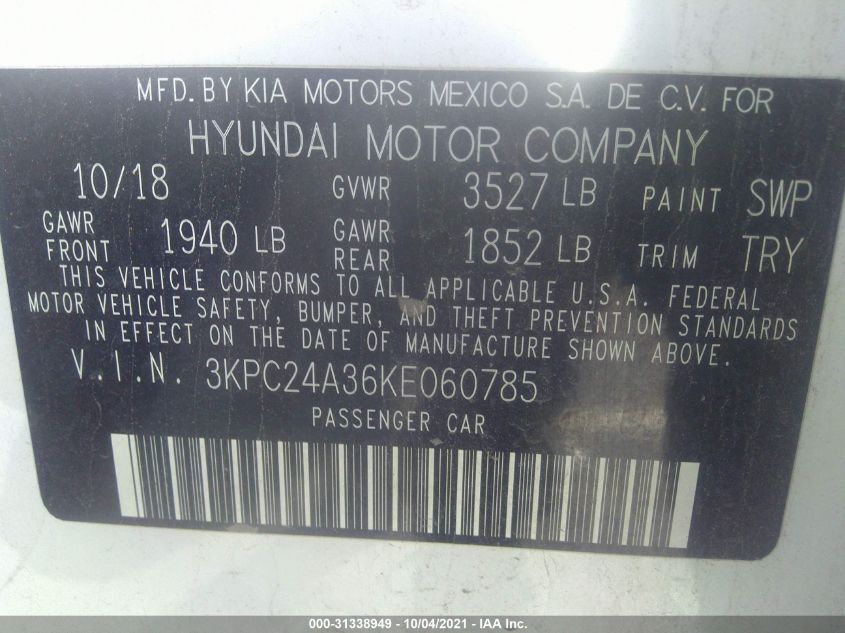 MFD. BY KIA MOTORS MEXICO S.A. DE C.V. FOR
HYUNDAI MOTOR COMPANY
10/18 GVWR 3527 LB PAINT SWP
GAWR FRONT 1940 LB GAWR REAR 1852 LB TRIM TRY
THIS VEHICLE CONFORMS TO ALL APPLICABLE U.S.A. FEDERAL
MOTOR VEHICLE SAFETY, BUMPER, AND THEFT PREVENTION STANDARDS
IN EFFECT ON THE DATE OF MANUFACTURE SHOWN ABOVE.
V.I.N. 3KPC24A36KE060785
PASSENGER CAR
000-31338949 - 10/04/2021 - IAA Inc.